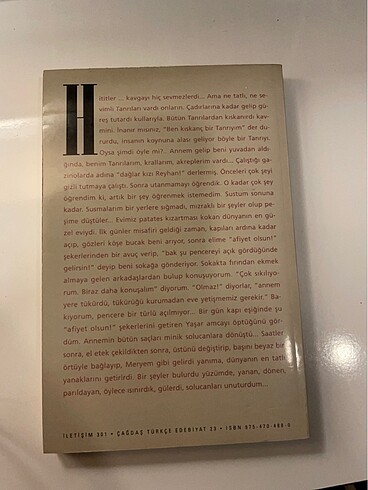 Hititler ... kavgayı hiç sevmezlerdi... Ama ne tatlı, ne se-
vimli Tanrıları vardı onların. Çadırlarına kadar gelip gü-
reş tutardı kullarıyla. Bütün Tanrılardan kıskanırdı kav-
mini. İnanır mısınız, "Ben kıskanç bir Tanrıyım" der du-
rurdu, insanın koynuna alası geliyor böyle bir Tanrıyı.
Oysa şimdi öyle mi?.. Annem gelip beni yuvadan aldı-
ğında, benim Tanrılarım, krallarım, akreplerim vardı... Çalıştığı ga-
zinolarda adına "dağlar kızı Reyhan!" derlermiş. Önceleri çok şeyi
gizli tutmaya çalıştı. Sonra utanmamayı öğrendik. O kadar çok şey
öğrendim ki, artık bir şey öğrenmek istemedim. Sustum sonuna
kadar. Susmalarım bir yerlere sığmadı, mızraklı bir şeyler olup pe-
şime düştüler... Evimiz patates kızartması kokan dünyanın en gü-
zel eviydi. İlk günler misafiri geldiği zaman, kapıları ardına kadar
açıp, gözleri köşe bucak beni arıyor, sonra elime "afiyet olsun!"
şekerlerinden bir avuç verip, "bak şu pencereyi açık gördüğünde
gelirsin!" deyip beni sokağa gönderiyor. Sokakta fırından ekmek
almaya gelen arkadaşlardan bulup konuşuyorum. "Çok sıkılıyo-
rum. Biraz daha konuşalım" diyorum. "Olmaz!" diyorlar, "annem
yere tükürdü, tükürüğü kurumadan eve yetişmemiz gerekir." Ba-
kıyorum, pencere bir türlü açılmıyor... Bir gün kapı eşiğinde şu
"afiyet olsun!" şekerlerini getiren Yaşar amcayı öptüğünü gör-
düm. Annemin bütün saçları minik solucanlara dönüştü... Saatler
sonra, el etek çekildikten sonra, üstünü değiştirip, başını beyaz bir
örtüyle bağlayıp, Meryem gibi gelirdi yanıma, dünyanın en tatlı
yanaklarını getirirdi. Bir şeyler bulurdu yüzümde, yanan, dönen,
parıldayan, öylece ısınırdık, gülerdi, solucanları unuturdum...
İLETİŞİM 301 • ÇAĞDAŞ TÜRKÇE EDEBİYAT 53 • ISBN 975-470-468-0